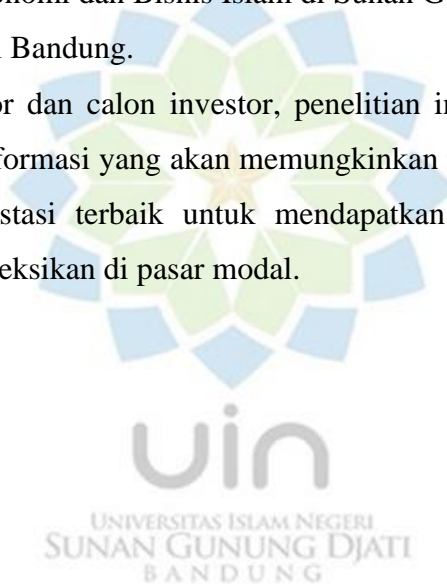 onomi dan Bisnis Islam di Sunan G
Bandung.
or dan calon investor, penelitian in
formasi yang akan memungkinkan
stasi terbaik untuk mendapatkan
eksikan di pasar modal.
uin
UNIVERSITAS ISLAM NEGERI
SUNAN GUNUNG DJATI
BANDUNG